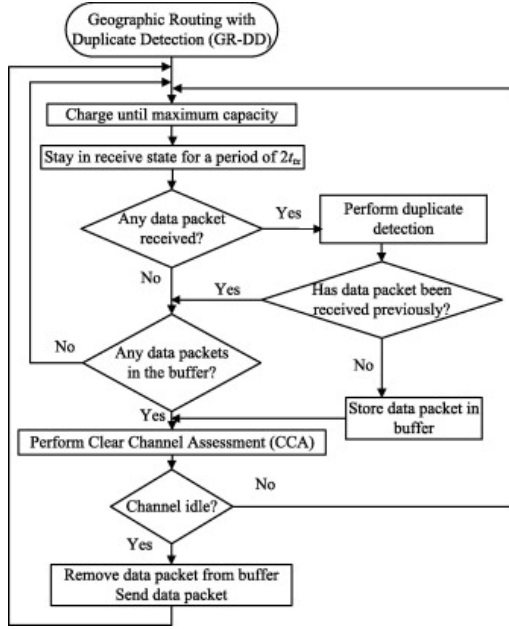 Geographic Routing with
Duplicate Detection (GR-DD)
Charge until maximum capacity
Stay in receive state for a period of 2tₜₓ
Any data packet
received?
Yes
Perform duplicate
detection
No
Yes
Has data packet been
received previously?
No
Any data packets
in the buffer?
No
Yes
Store data packet in
buffer
Perform Clear Channel Assessment (CCA)
Channel idle?
No
Yes
Remove data packet from buffer
Send data packet